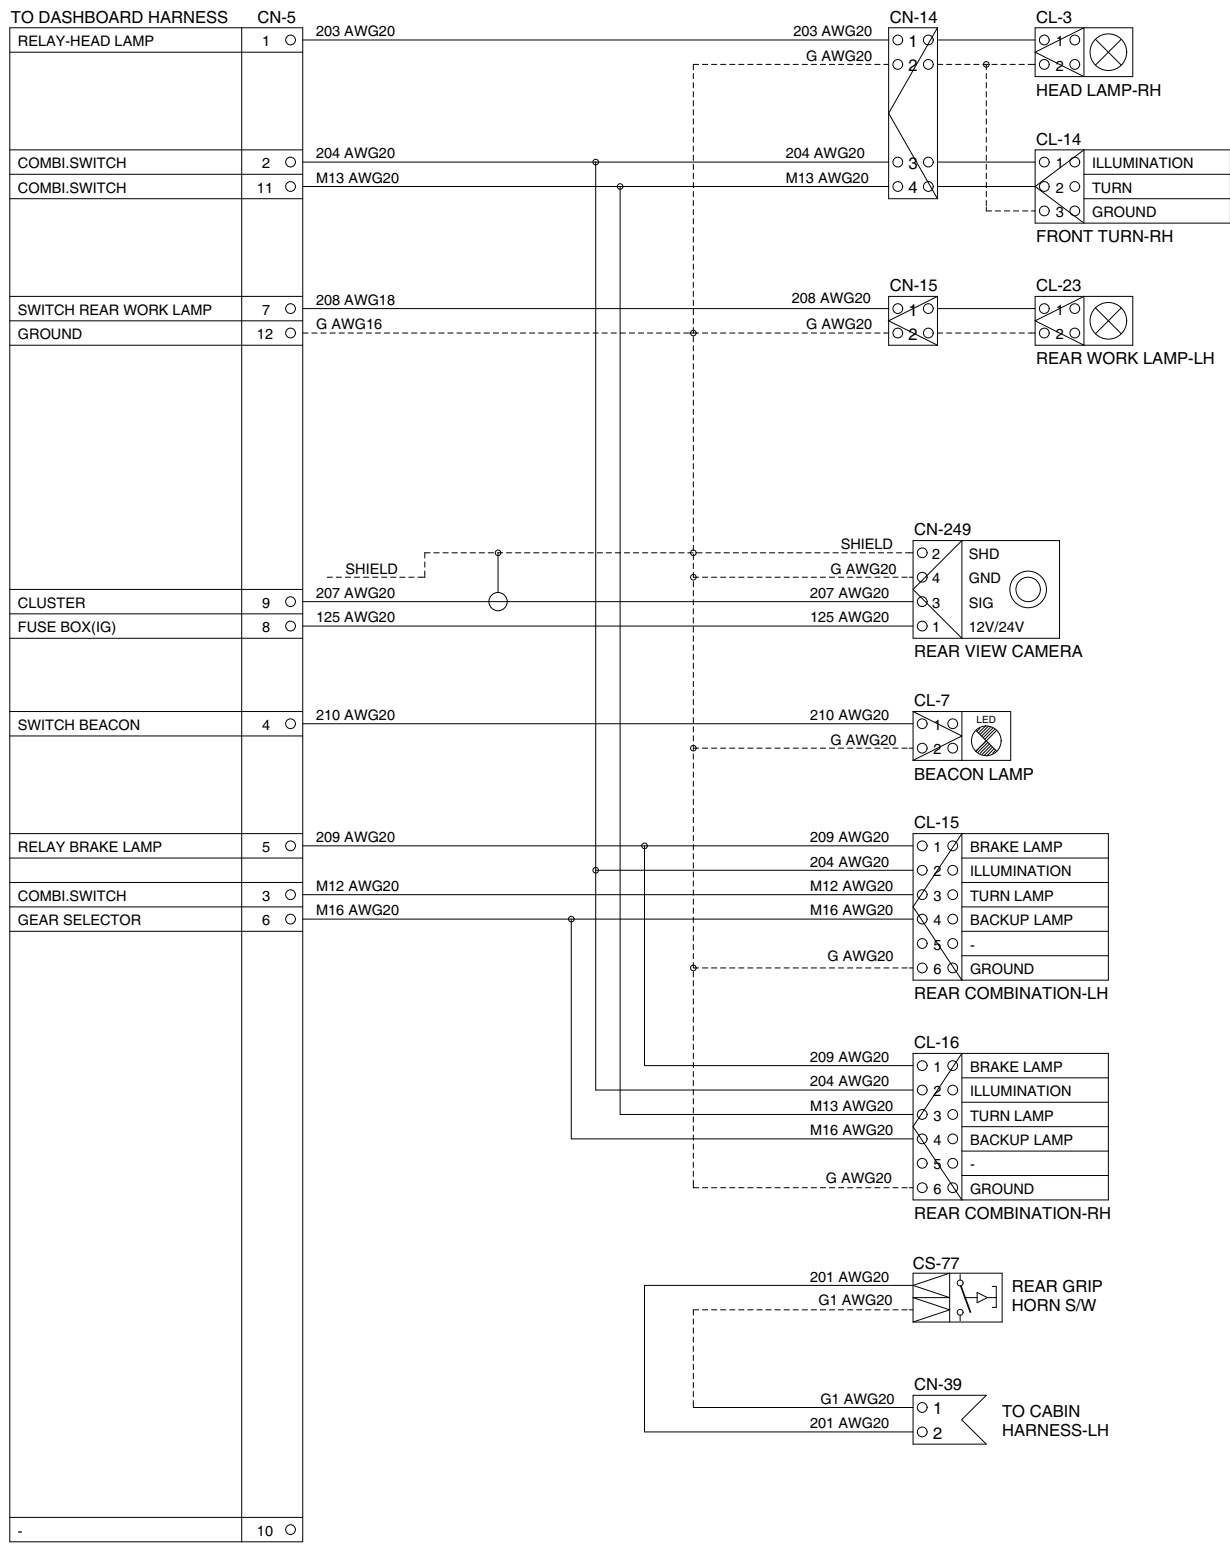 TO DASHBOARD HARNESS CN-5 CN-14 CL-3
RELAY-HEAD LAMP 1 203 AWG20 203 AWG20 1 1
G AWG20 2 2
HEAD LAMP-RH
CL-14
COMBI.SWITCH 2 204 AWG20 204 AWG20 3 1 ILLUMINATION
COMBI.SWITCH 11 M13 AWG20 M13 AWG20 4 2 TURN
3 GROUND
FRONT TURN-RH
CN-15 CL-23
SWITCH REAR WORK LAMP 7 208 AWG18 208 AWG20 1 1
GROUND 12 G AWG16 G AWG20 2 2
REAR WORK LAMP-LH
CN-249
SHIELD 2 SHD
SHIELD G AWG20 4 GND
CLUSTER 9 207 AWG20 207 AWG20 3 SIG
FUSE BOX(IG) 8 125 AWG20 125 AWG20 1 12V/24V
REAR VIEW CAMERA
CL-7
SWITCH BEACON 4 210 AWG20 210 AWG20 1 LED
G AWG20 2
BEACON LAMP
CL-15
RELAY BRAKE LAMP 5 209 AWG20 209 AWG20 1 BRAKE LAMP
204 AWG20 2 ILLUMINATION
COMBI.SWITCH 3 M12 AWG20 M12 AWG20 3 TURN LAMP
GEAR SELECTOR 6 M16 AWG20 M16 AWG20 4 BACKUP LAMP
5 -
G AWG20 6 GROUND
REAR COMBINATION-LH
CL-16
209 AWG20 1 BRAKE LAMP
204 AWG20 2 ILLUMINATION
M13 AWG20 3 TURN LAMP
M16 AWG20 4 BACKUP LAMP
5 -
G AWG20 6 GROUND
REAR COMBINATION-RH
CS-77
201 AWG20 REAR GRIP
G1 AWG20 HORN S/W
CN-39
G1 AWG20 1 TO CABIN
201 AWG20 2 HARNESS-LH
- 10